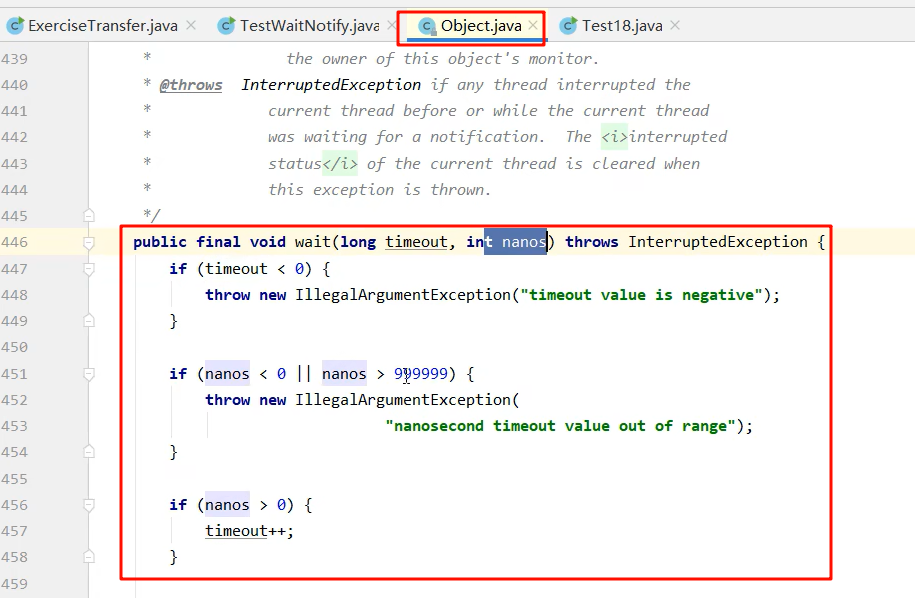 ExerciseTransfer.java × TestWaitNotify.java × Object.java × Test18.java ×
439 * the owner of this object's monitor.
440 * @throws InterruptedException if any thread interrupted the
441 * current thread before or while the current thread
442 * was waiting for a notification. The <i>interrupted
443 * status</i> of the current thread is cleared when
444 * this exception is thrown.
445 */
446 public final void wait(long timeout, int nanos) throws InterruptedException {
447 if (timeout < 0) {
448 throw new IllegalArgumentException("timeout value is negative");
449 }
450
451 if (nanos < 0 || nanos > 999999) {
452 throw new IllegalArgumentException(
453 "nanosecond timeout value out of range");
454 }
455
456 if (nanos > 0) {
457 timeout++;
458 }
459